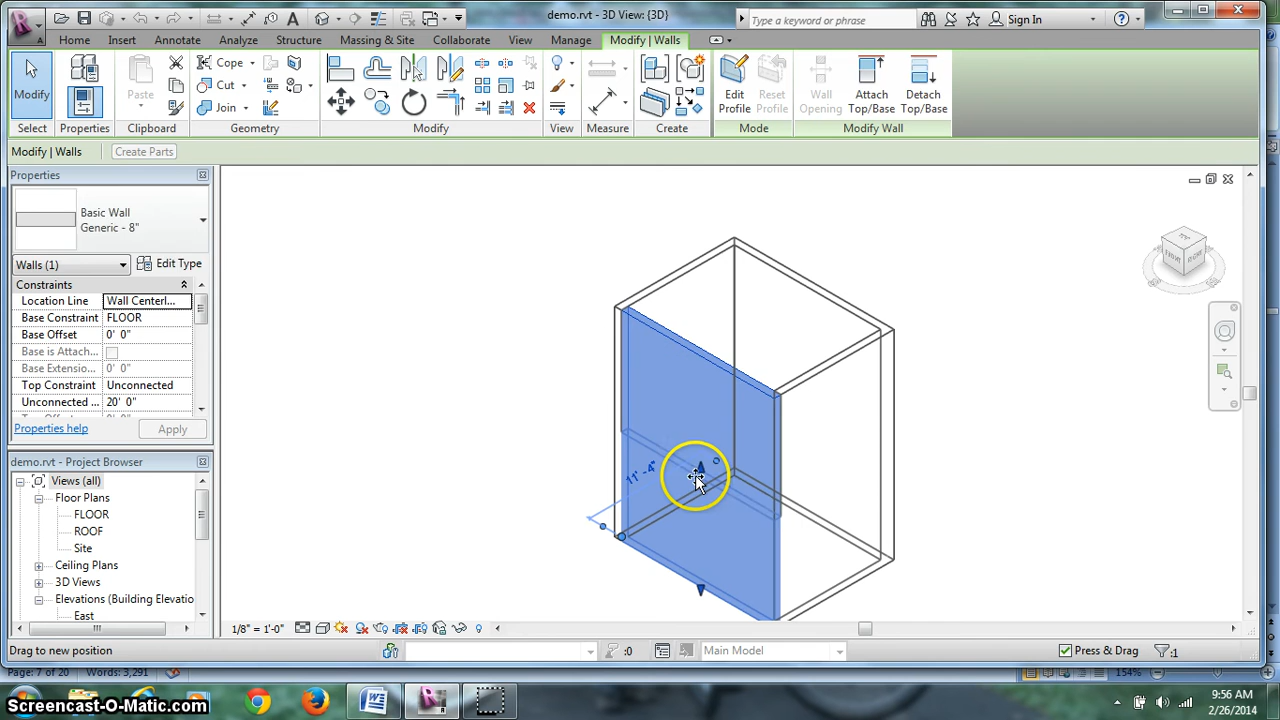 demo.rvt - 3D View: {3D}
Type a keyword or phrase
Sign In
Home Insert Annotate Analyze Structure Massing & Site Collaborate View Manage Modify | Walls
Modify
Paste
Cope
Cut
Join
Edit Profile
Reset Profile
Wall Opening
Attach Top/Base
Detach Top/Base
Select Properties Clipboard Geometry Modify View Measure Create Mode Modify Wall
Modify | Walls Create Parts
Properties
Basic Wall
Generic - 8"
Walls (1) Edit Type
Constraints
Location Line Wall Centerl...
Base Constraint FLOOR
Base Offset 0' 0"
Base is Attach...
Base Extension... 0' 0"
Top Constraint Unconnected
Unconnected ... 20' 0"
Properties help Apply
demo.rvt - Project Browser
Views (all)
Floor Plans
FLOOR
ROOF
Site
Ceiling Plans
3D Views
Elevations (Building Elevatio
East
11' -4"
1/8" = 1'-0"
Drag to new position
:0
Main Model
Press & Drag
:1
Page: 7 of 20 Words: 3,291
154%
Screencast-O-Matic.com
9:56 AM
2/26/2014